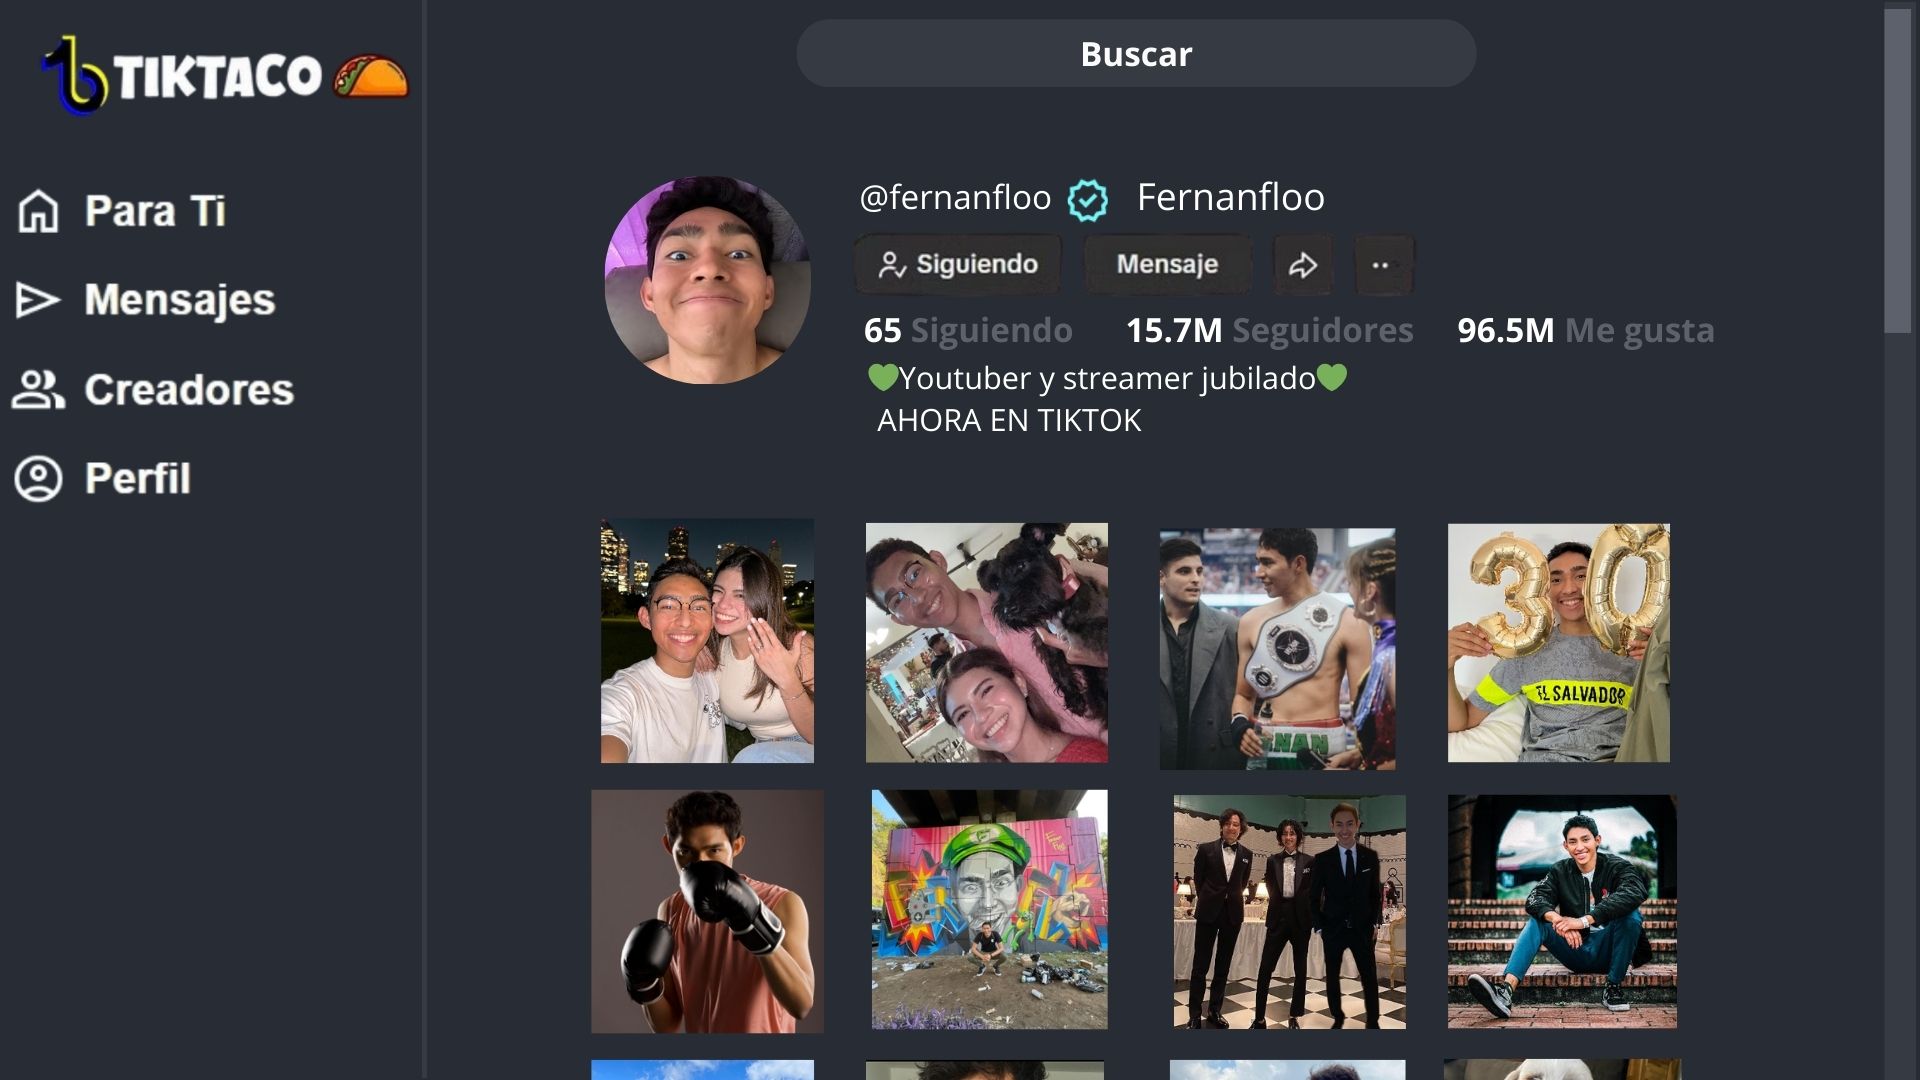 TIKTACO
Buscar
Para Ti
Mensajes
Creadores
Perfil
@fernanfloo Fernanfloo
Siguiendo Mensaje
65 Siguiendo 15.7M Seguidores 96.5M Me gusta
💚Youtuber y streamer jubilado💚
AHORA EN TIKTOK
30
EL SALVADOR
NAN